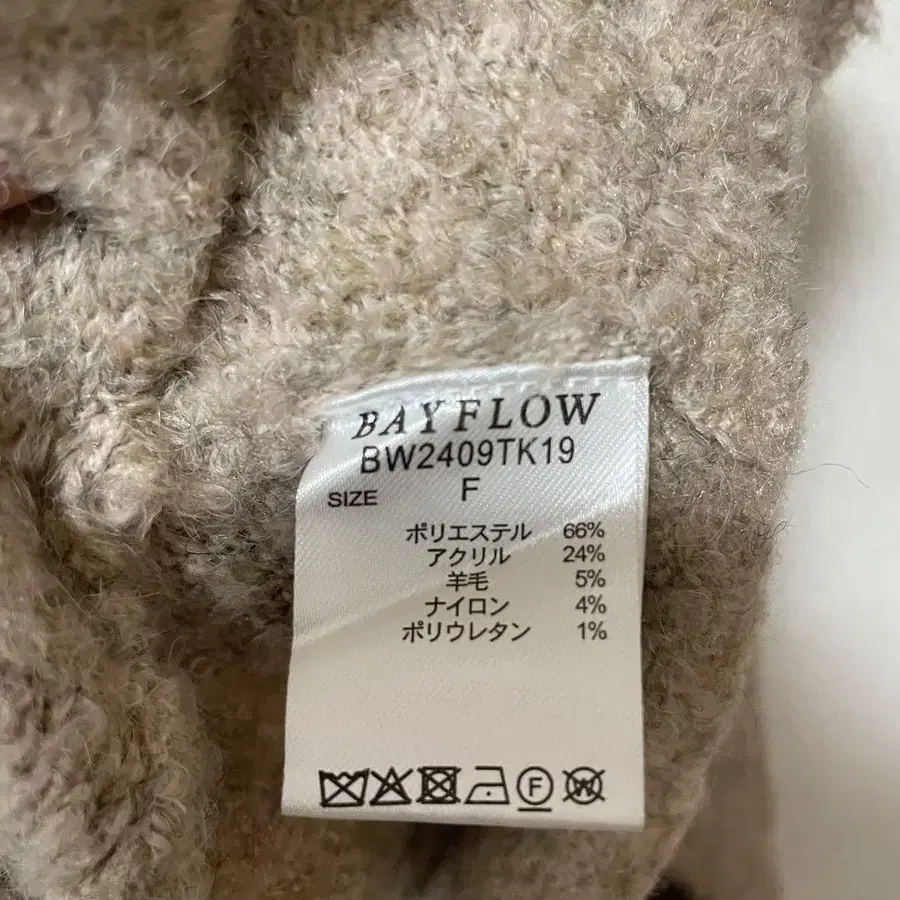 BAYFLOW
BW2409TK19
SIZE F
ポリエステル 66%
アクリル 24%
羊毛 5%
ナイロン 4%
ポリウレタン 1%
F W